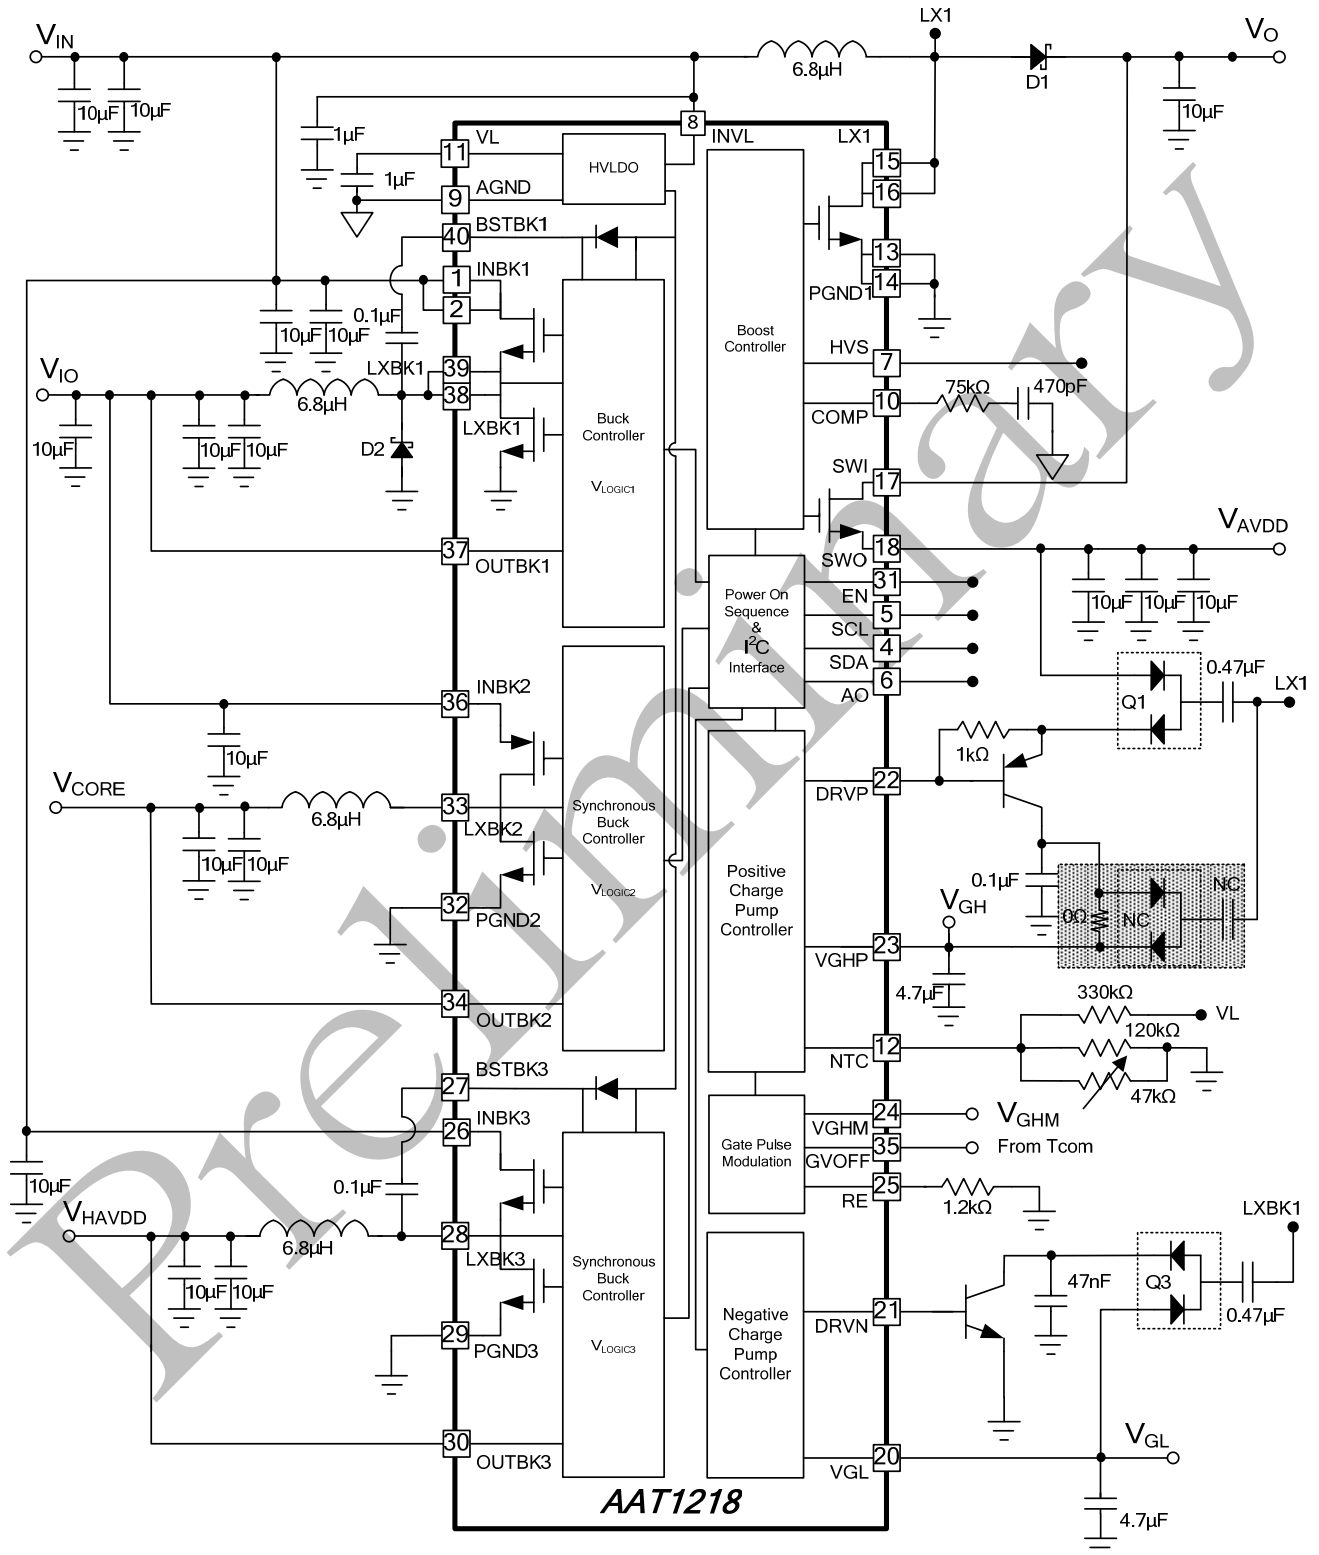 LX1
VIN
VO
6.8µH
D1
10µF
10µF
10µF
1µF
8
INVL
LX1
VL
11
HVLDO
15
1µF
AGND
9
16
BSTBK1
40
13
INBK1
1
14
PGND1
2
0.1µF
10µF
10µF
Boost
Controller
HVS
7
LXBK1
39
VIO
38
6.8µH
75kΩ
470pF
10
COMP
LXBK1
Buck
Controller
10µF
10µF
10µF
D2
SWI
17
VLOGIC1
VAVDD
37
OUTBK1
18
SWO
31
EN
Power On
Sequence
&
I2C
Interface
10µF
10µF
10µF
5
SCL
4
SDA
6
AO
INBK2
36
Q1
0.47µF
LX1
10µF
1kΩ
VCORE
22
DRVP
6.8µH
33
LXBK2
Synchronous
Buck
Controller
10µF
10µF
VLOGIC2
Positive
Charge
Pump
Controller
0.1µF
NC
NC
0Ω
32
PGND2
VGH
23
VGHP
4.7µF
34
OUTBK2
330kΩ
VL
120kΩ
12
NTC
47kΩ
BSTBK3
27
INBK3
26
24
VGHM
VGHM
Gate Pulse
Modulation
35
GVOFF
From Tcom
10µF
0.1µF
25
RE
1.2kΩ
VHAVDD
6.8µH
28
LXBK3
LXBK1
Synchronous
Buck
Controller
10µF
10µF
47nF
Q3
0.47µF
21
DRVN
Negative
Charge
Pump
Controller
29
PGND3
VLOGIC3
30
OUTBK3
VGL
20
VGL
AAT1218
4.7µF
Preliminary